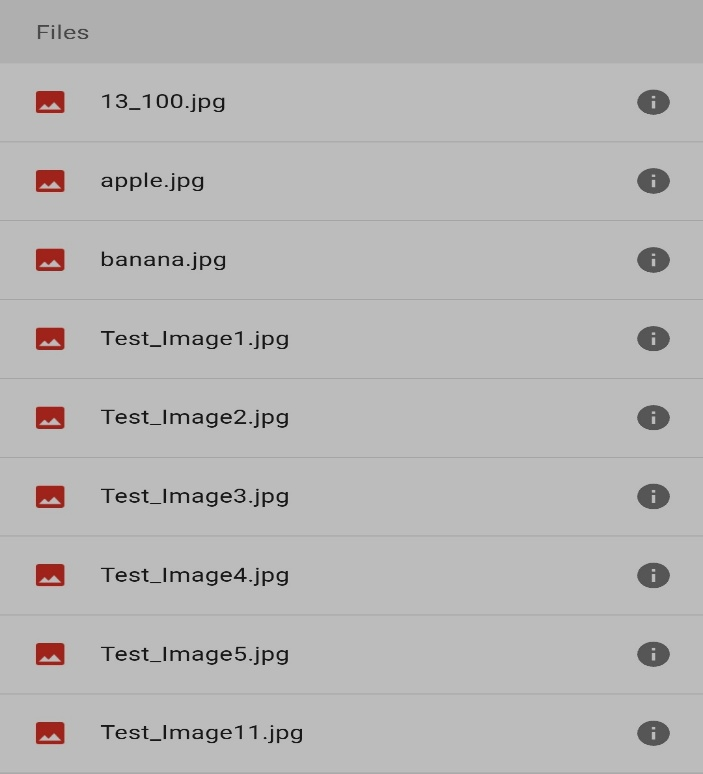 Files
13_100.jpg
apple.jpg
banana.jpg
Test_Image1.jpg
Test_Image2.jpg
Test_Image3.jpg
Test_Image4.jpg
Test_Image5.jpg
Test_Image11.jpg